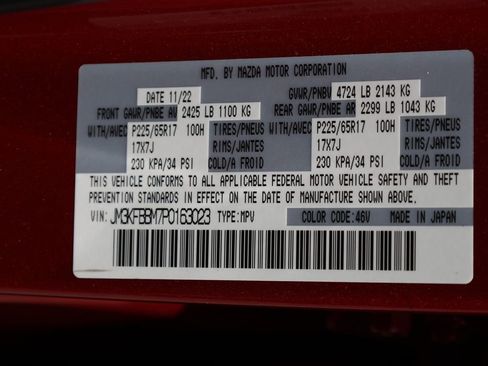 MFD. BY MAZDA MOTOR CORPORATION
DATE 11/22 GVWR/PNBV 4724 LB 2143 KG
FRONT GAWR/PNBE AV 2425 LB 1100 KG REAR GAWR/PNBE AR 2299 LB 1043 KG
WITH/AVEC P225/65R17 100H TIRES/PNEUS WITH/AVEC P225/65R17 100H TIRES/PNEUS
17X7J RIMS/JANTES 17X7J RIMS/JANTES
230 KPA/34 PSI COLD/A FROID 230 KPA/34 PSI COLD/A FROID
THIS VEHICLE CONFORMS TO ALL APPLICABLE FEDERAL MOTOR VEHICLE SAFETY AND THEFT
PREVENTION STANDARDS IN EFFECT ON THE DATE OF MANUFACTURE SHOWN ABOVE.
VIN: JM3KFBBM7P0163023 TYPE:MPV COLOR CODE:46V MADE IN JAPAN